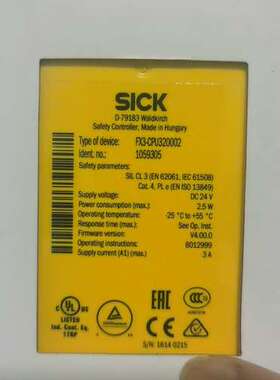 SICK
D-79183 Waldkirch
Safety Controller, Made in Hungary
Type of device: FX3-CPU320002
Ident. no.: 1059305
Safety parameters:
SIL CL 3 (EN 62061, IEC 61508)
Cat. 4, PL e (EN ISO 13849)
Supply voltage: DC 24 V
Power consumption (max.): 2.5 W
Operating temperature: -25 °C to +55 °C
Response time (max.): See Op. Inst.
Firmware version: V4.00.0
Operating instructions: 8012999
Supply current (A1) (max.): 3 A
C UL US
LISTED
Ind. Cont. Eq.
EAC
CE
S/N: 1614 0215